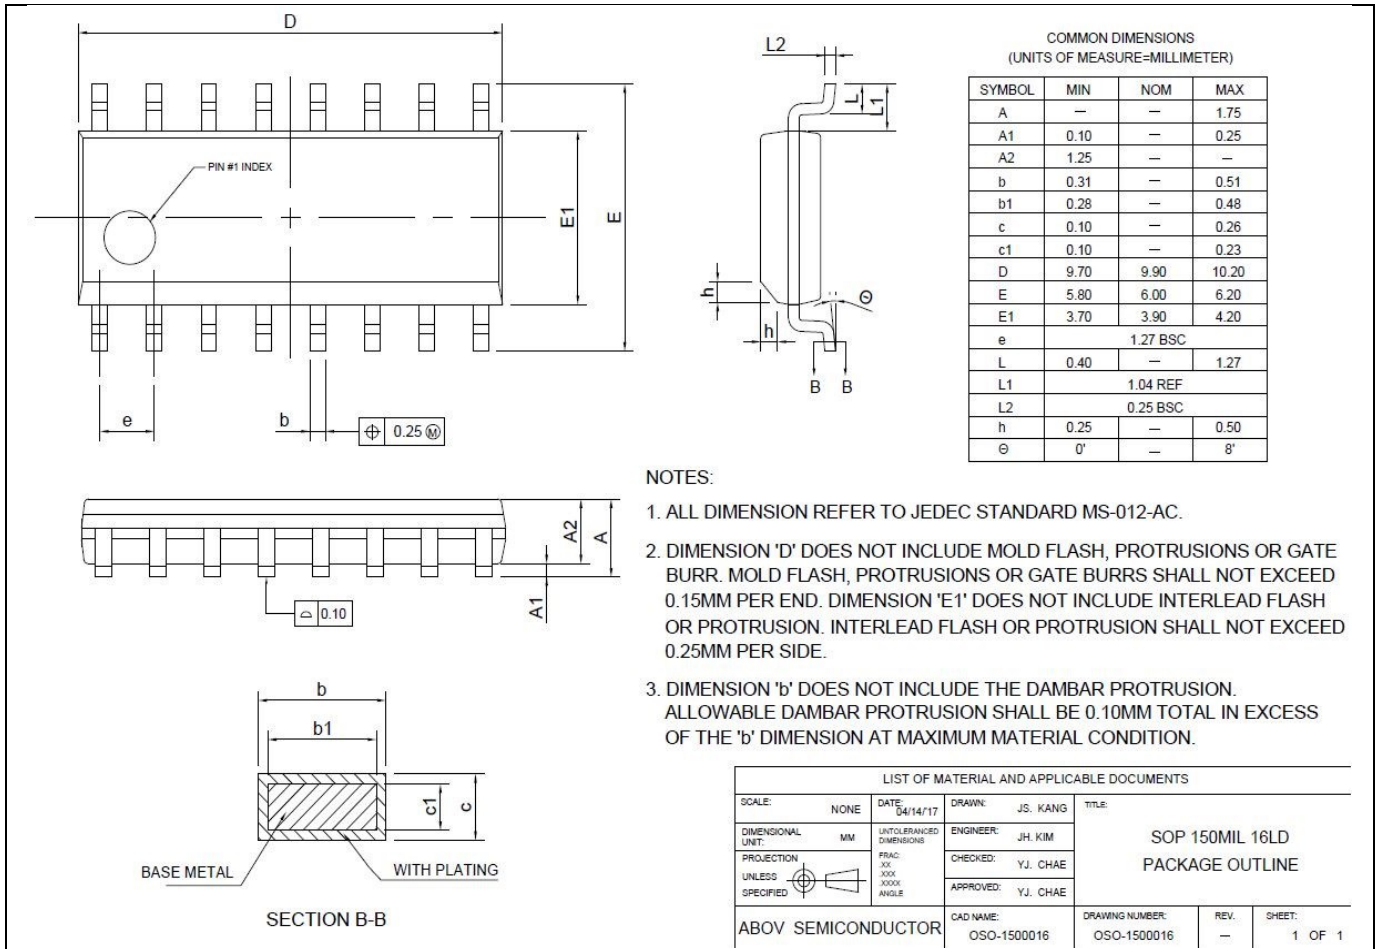 D
PIN #1 INDEX
E1
E
e
b
0.25 Ⓜ
L2
L
L1
h
h
Θ
B B
COMMON DIMENSIONS
(UNITS OF MEASURE=MILLIMETER)
SYMBOL MIN NOM MAX
A — — 1.75
A1 0.10 — 0.25
A2 1.25 — —
b 0.31 — 0.51
b1 0.28 — 0.48
c 0.10 — 0.26
c1 0.10 — 0.23
D 9.70 9.90 10.20
E 5.80 6.00 6.20
E1 3.70 3.90 4.20
e 1.27 BSC
L 0.40 — 1.27
L1 1.04 REF
L2 0.25 BSC
h 0.25 — 0.50
Θ 0' — 8'
A2
A
A1
0.10
NOTES:
1. ALL DIMENSION REFER TO JEDEC STANDARD MS-012-AC.
2. DIMENSION 'D' DOES NOT INCLUDE MOLD FLASH, PROTRUSIONS OR GATE
BURR. MOLD FLASH, PROTRUSIONS OR GATE BURRS SHALL NOT EXCEED
0.15MM PER END. DIMENSION 'E1' DOES NOT INCLUDE INTERLEAD FLASH
OR PROTRUSION. INTERLEAD FLASH OR PROTRUSION SHALL NOT EXCEED
0.25MM PER SIDE.
3. DIMENSION 'b' DOES NOT INCLUDE THE DAMBAR PROTRUSION.
ALLOWABLE DAMBAR PROTRUSION SHALL BE 0.10MM TOTAL IN EXCESS
OF THE 'b' DIMENSION AT MAXIMUM MATERIAL CONDITION.
b
b1
c1
c
BASE METAL
WITH PLATING
SECTION B-B
LIST OF MATERIAL AND APPLICABLE DOCUMENTS
SCALE: NONE
DATE: 04/14/'17
DRAWN: JS. KANG
TITLE:
DIMENSIONAL
UNIT: MM
UNTOLERANCED
DIMENSIONS
ENGINEER: JH. KIM
SOP 150MIL 16LD
PACKAGE OUTLINE
PROJECTION
UNLESS
SPECIFIED
FRAC:
.XX
.XXX
.XXXX
ANGLE
CHECKED: YJ. CHAE
APPROVED: YJ. CHAE
ABOV SEMICONDUCTOR
CAD NAME:
OSO-1500016
DRAWING NUMBER:
OSO-1500016
REV.
—
SHEET:
1 OF 1